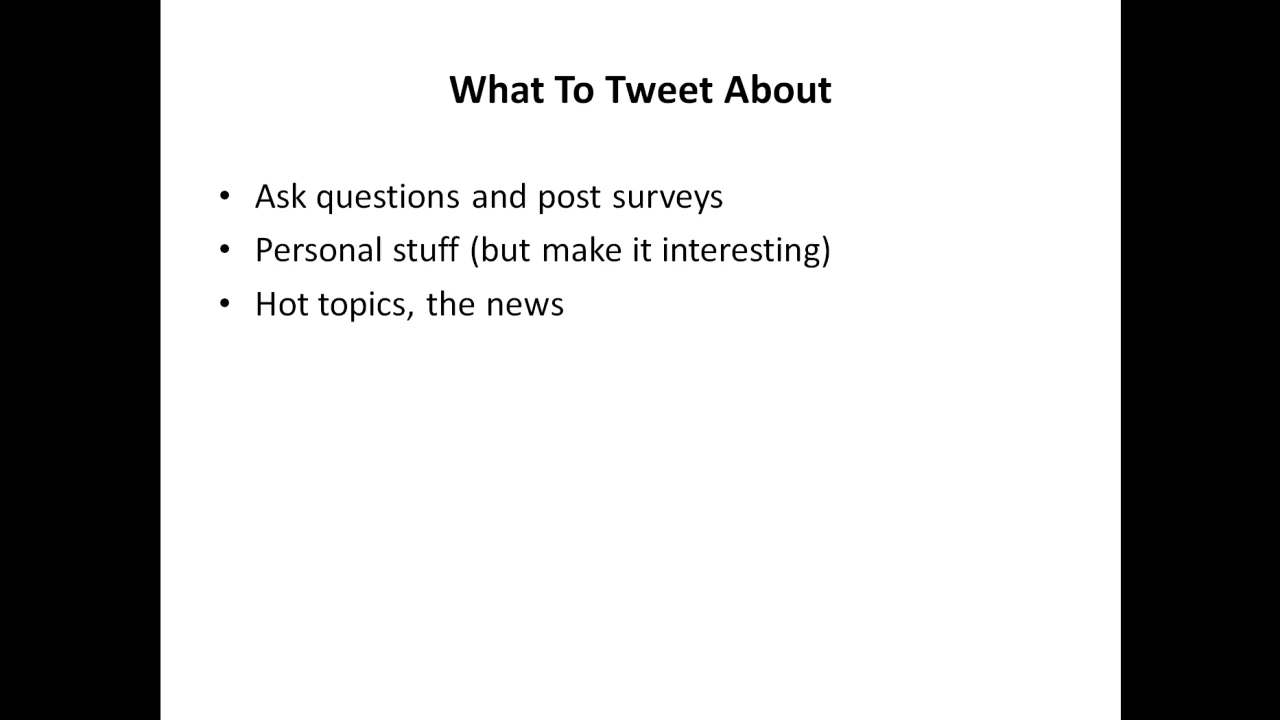 What To Tweet About
• Ask questions and post surveys
• Personal stuff (but make it interesting)
• Hot topics, the news